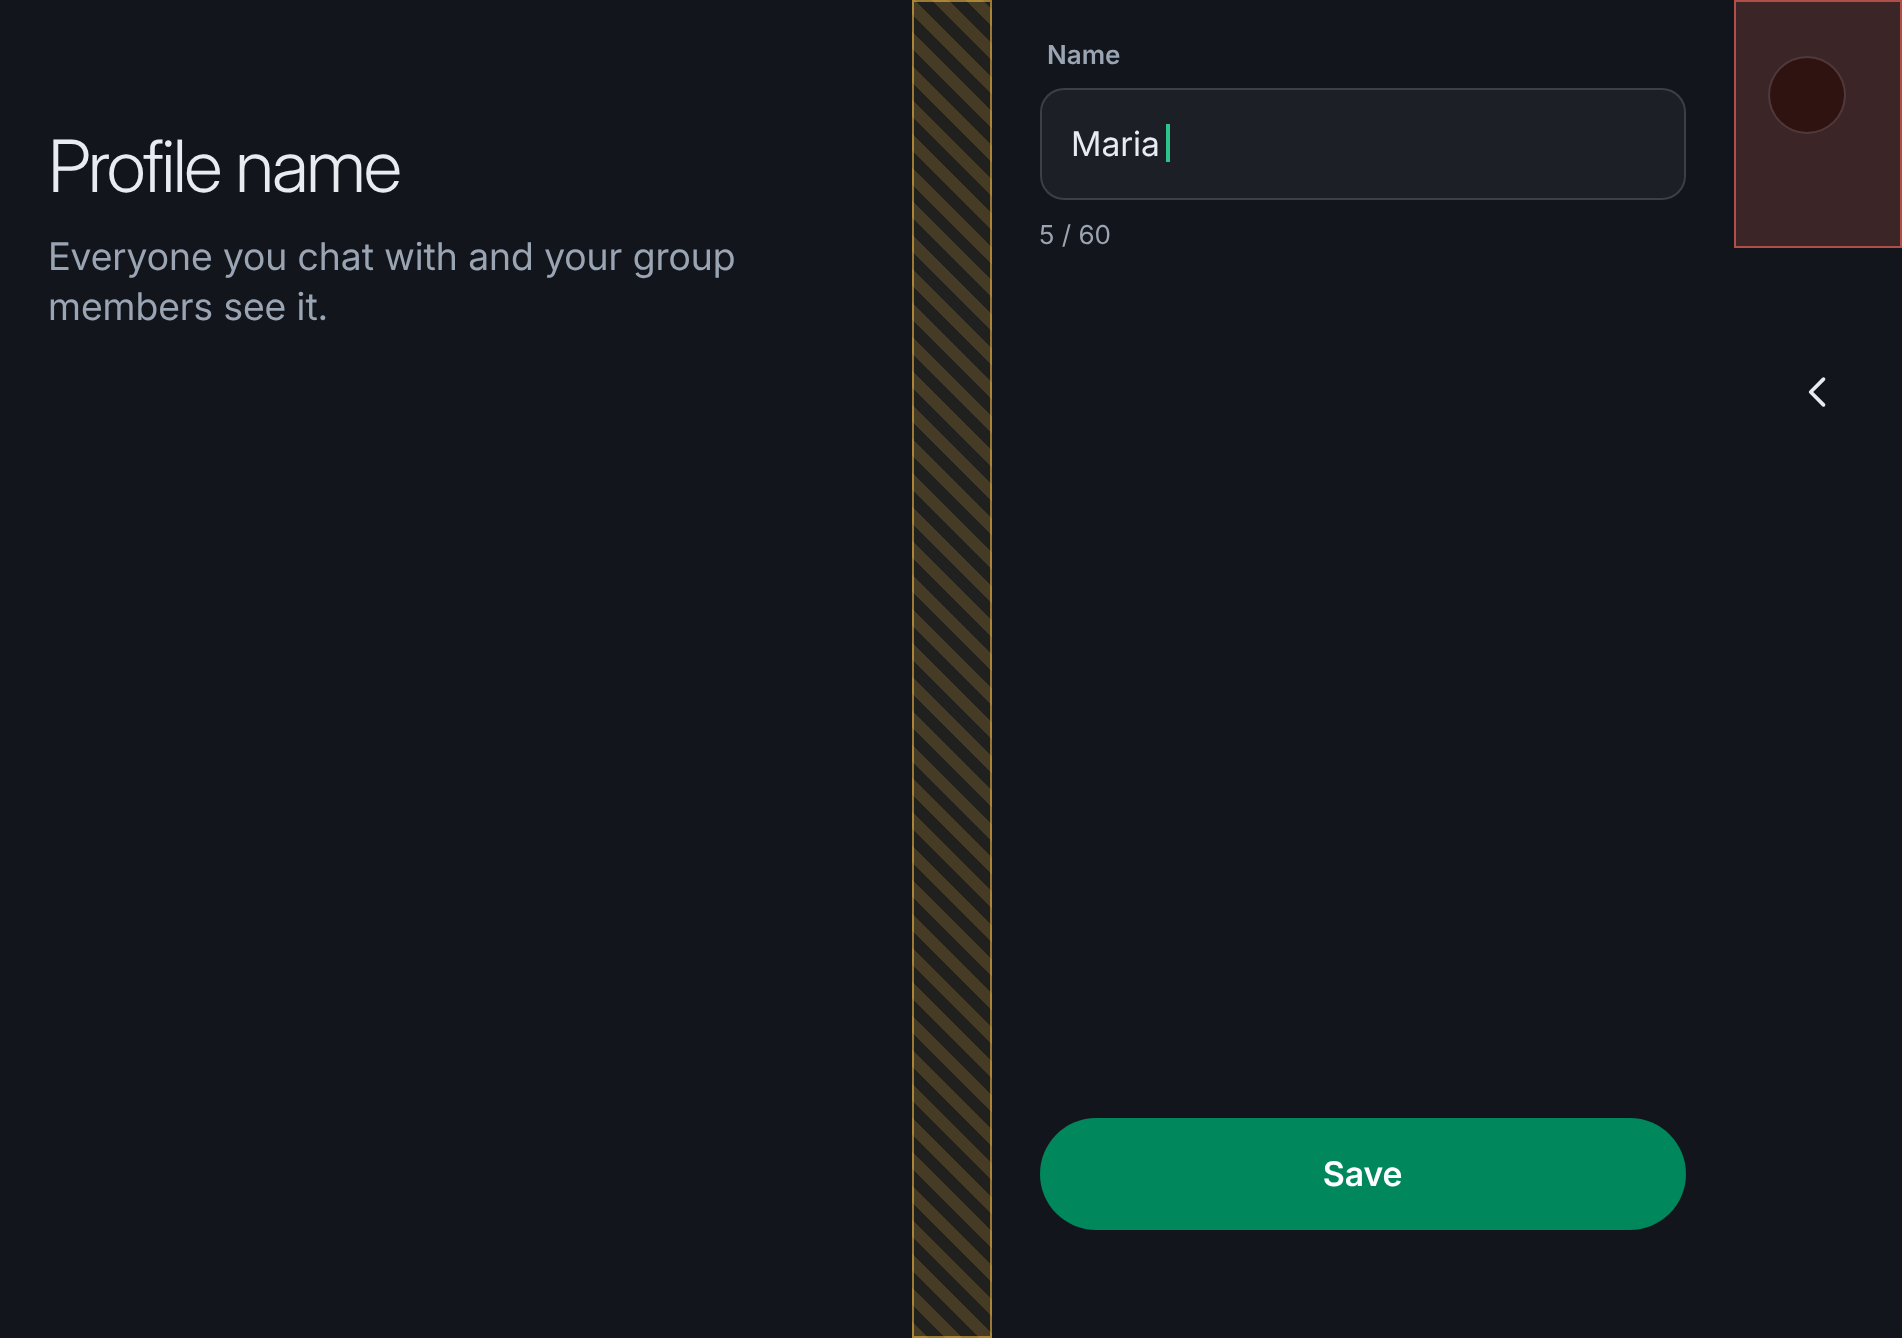 Profile name
Everyone you chat with and your group
members see it.
Name
Maria
5 / 60
Save